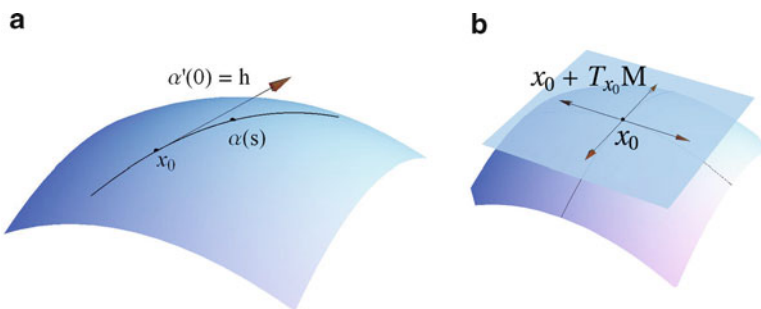 a
α'(0) = h
x₀
α(s)
b
x₀ + Tₓ₀M
x₀